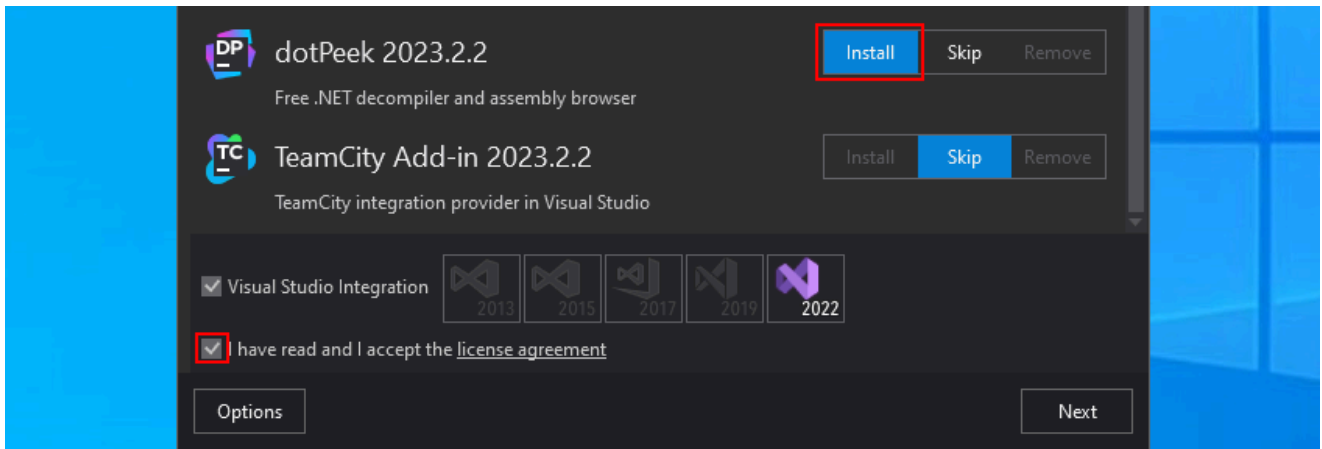 DP
dotPeek 2023.2.2
Install Skip Remove
Free .NET decompiler and assembly browser
TC
TeamCity Add-in 2023.2.2
Install Skip Remove
TeamCity integration provider in Visual Studio
Visual Studio Integration
2013 2015 2017 2019 2022
I have read and I accept the license agreement
Options Next